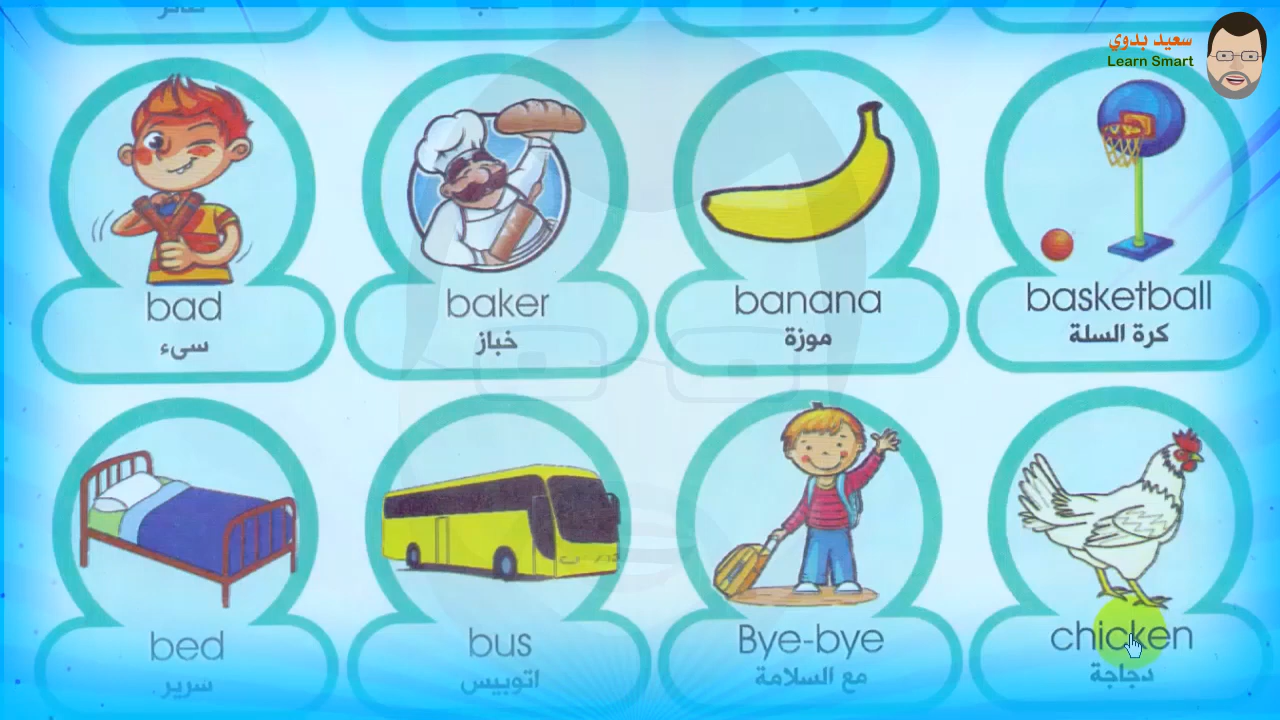 سعيد بدوي
Learn Smart
bad
baker
banana
basketball
سىء
خباز
موزة
كرة السلة
bed
bus
Bye-bye
chicken
سرير
اتوبيس
مع السلامة
دجاجة